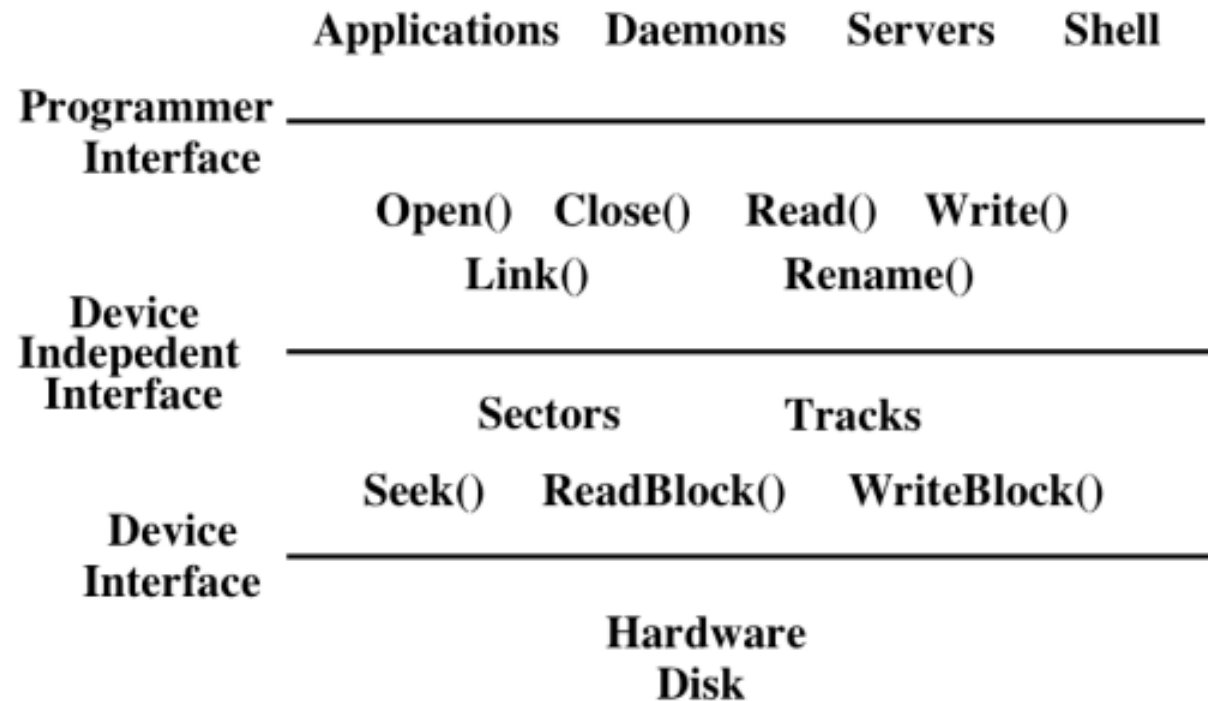 Applications Daemons Servers Shell
Programmer
Interface
Open() Close() Read() Write()
Link() Rename()
Device
Indepedent
Interface
Sectors Tracks
Seek() ReadBlock() WriteBlock()
Device
Interface
Hardware
Disk